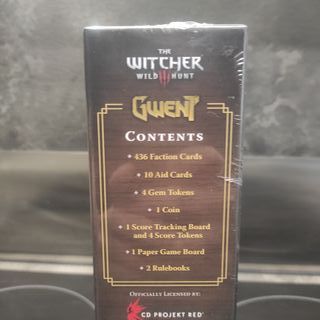 THE
WITCHER
WILD HUNT
GWENT
CONTENTS
436 Faction Cards
10 Aid Cards
4 Gem Tokens
1 Coin
1 Score Tracking Board
and 4 Score Tokens
1 Paper Game Board
2 Rulebooks
OFFICIALLY LICENSED BY:
CD PROJEKT RED